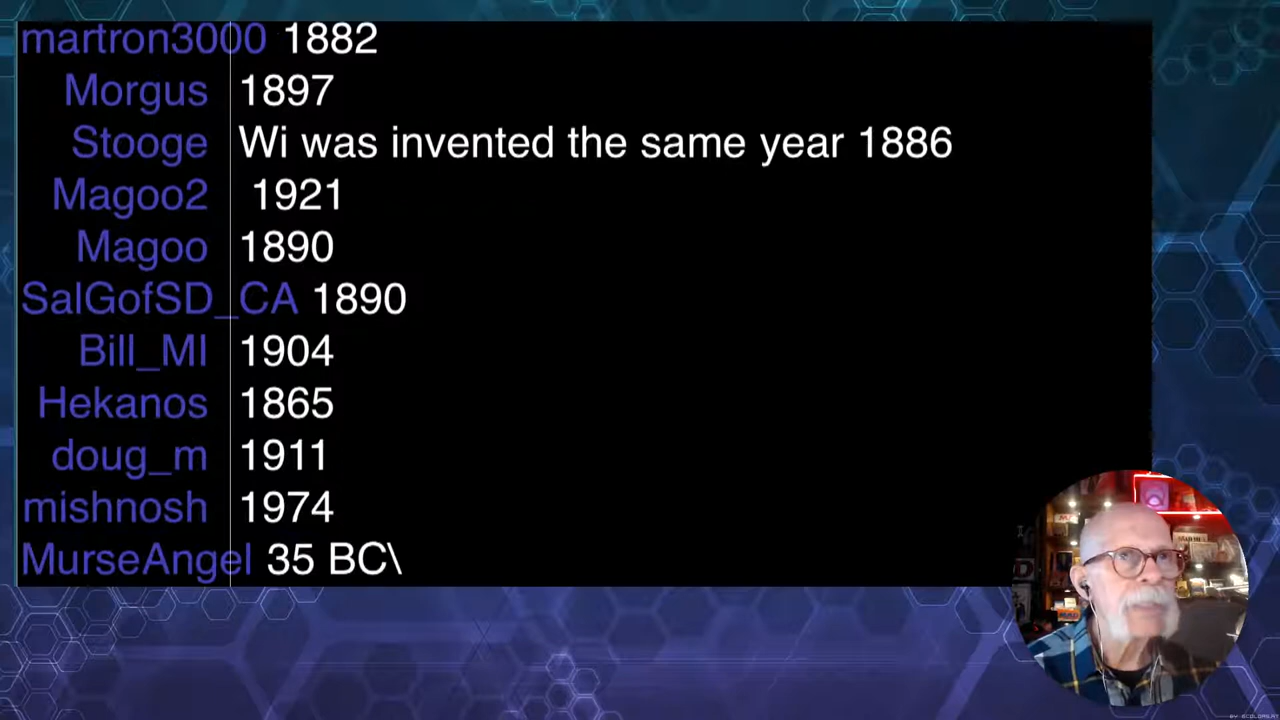 martron3000 1882
Morgus 1897
Stooge Wi was invented the same year 1886
Magoo2 1921
Magoo 1890
SalGofSD_CA 1890
Bill_MI 1904
Hekanos 1865
doug_m 1911
mishnosh 1974
MurseAngel 35 BC\